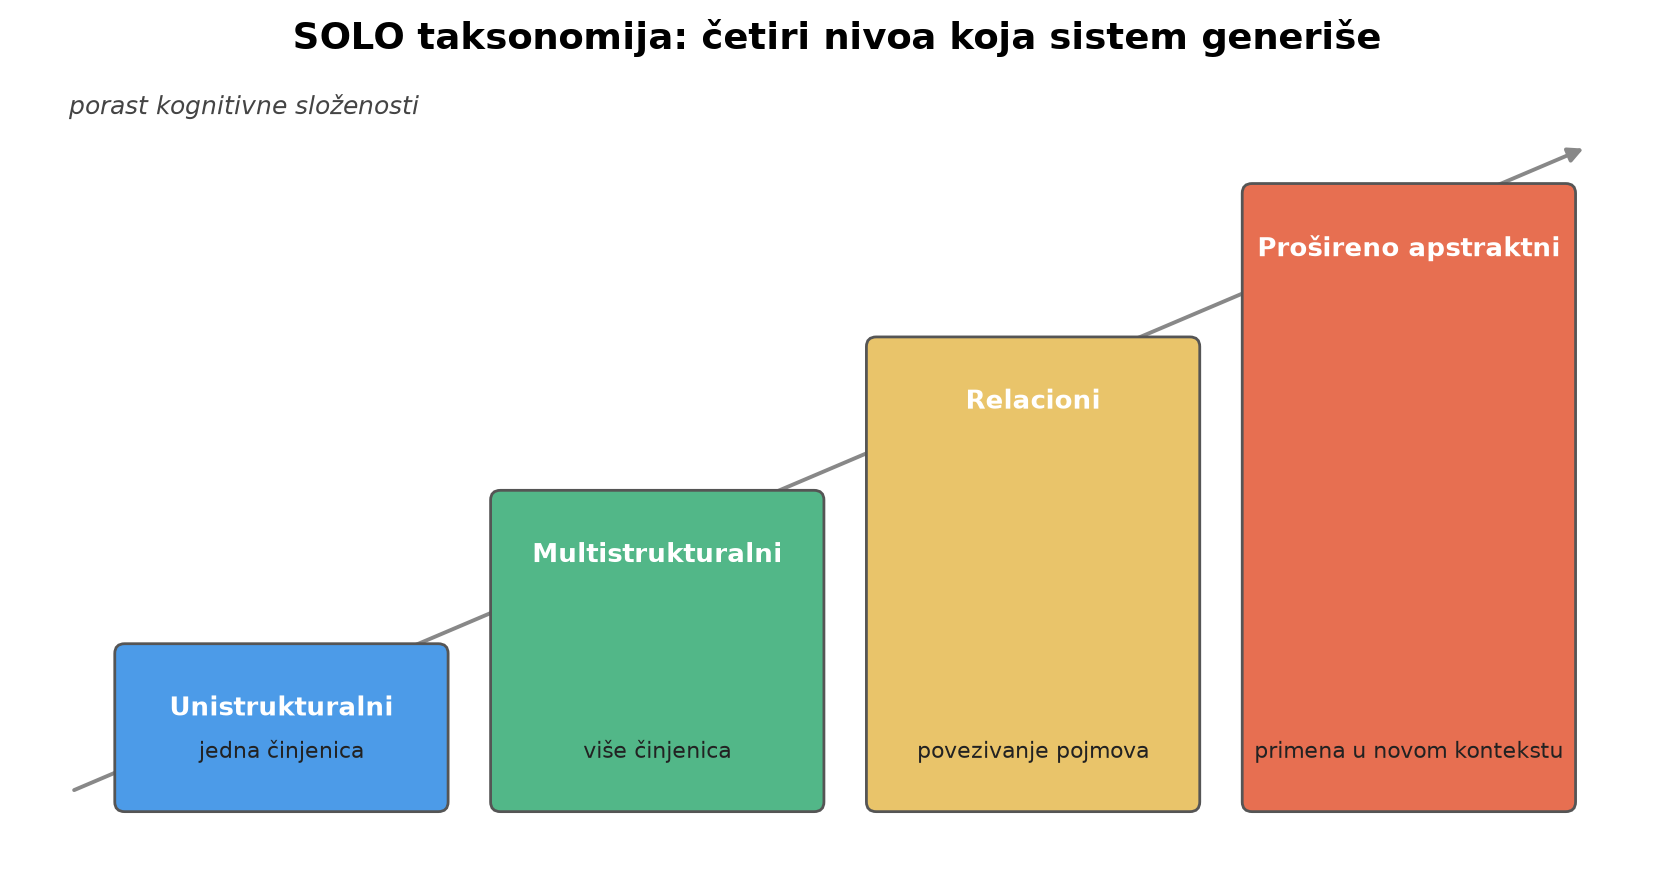 SOLO taksonomija: četiri nivoa koja sistem generiše
porast kognitivne složenosti
Unistrukturalni
jedna činjenica
Multistrukturalni
više činjenica
Relacioni
povezivanje pojmova
Prošireno apstraktni
primena u novom kontekstu